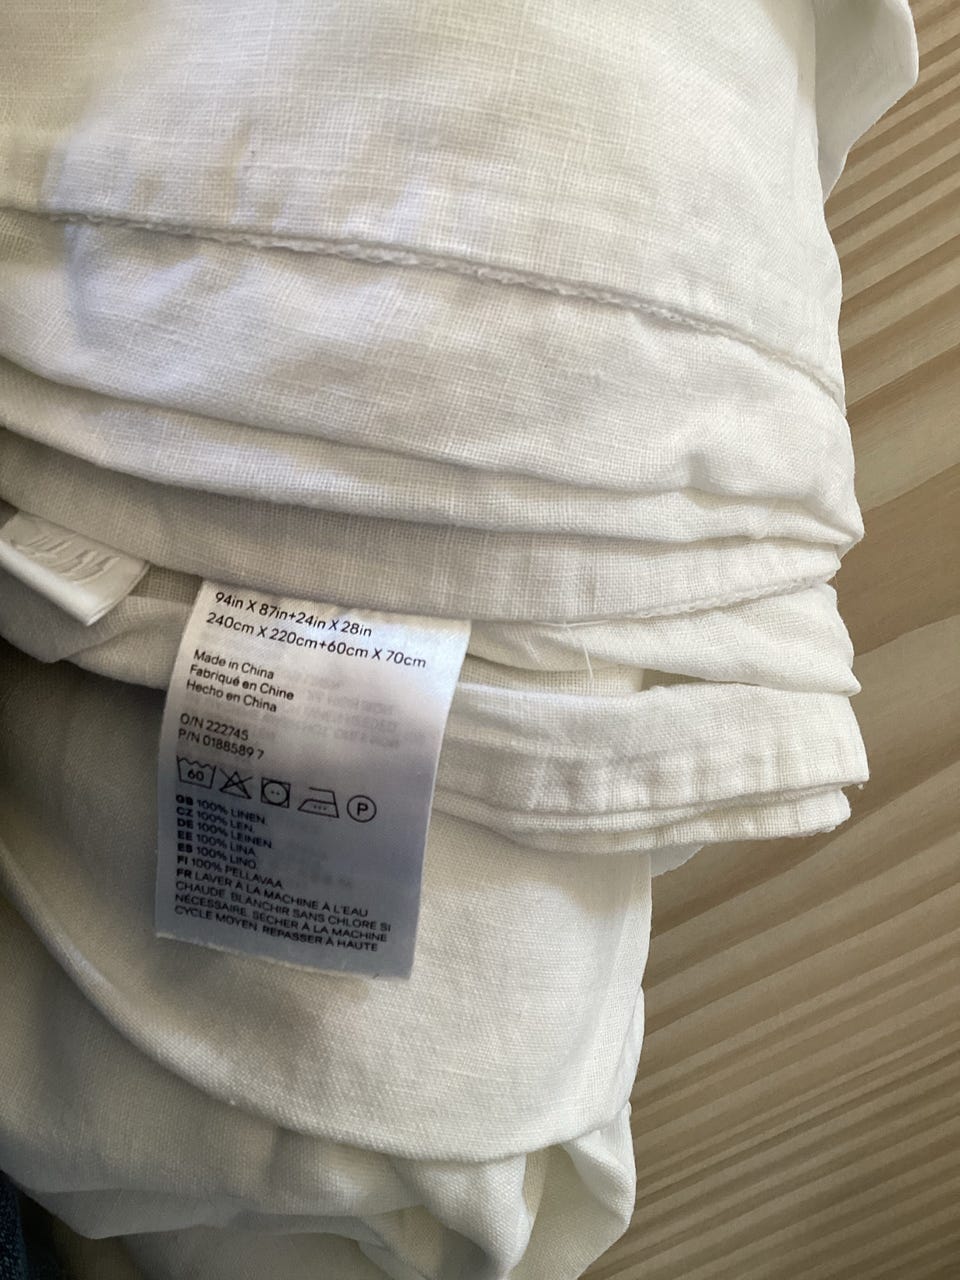 94in X 87in+24in X 28in
240cm X 220cm+60cm X 70cm
Made in China
Fabriqué en Chine
Hecho en China
O/N 222745
P/N 0188589 7
60
P
GB 100% LINEN.
CZ 100% LEN.
DE 100% LEINEN.
EE 100% LINA.
ES 100% LINO.
FI 100% PELLAVAA.
FR LAVER À LA MACHINE À L'EAU
CHAUDE. BLANCHIR SANS CHLORE SI
NÉCESSAIRE. SÉCHER À LA MACHINE
CYCLE MOYEN. REPASSER À HAUTE